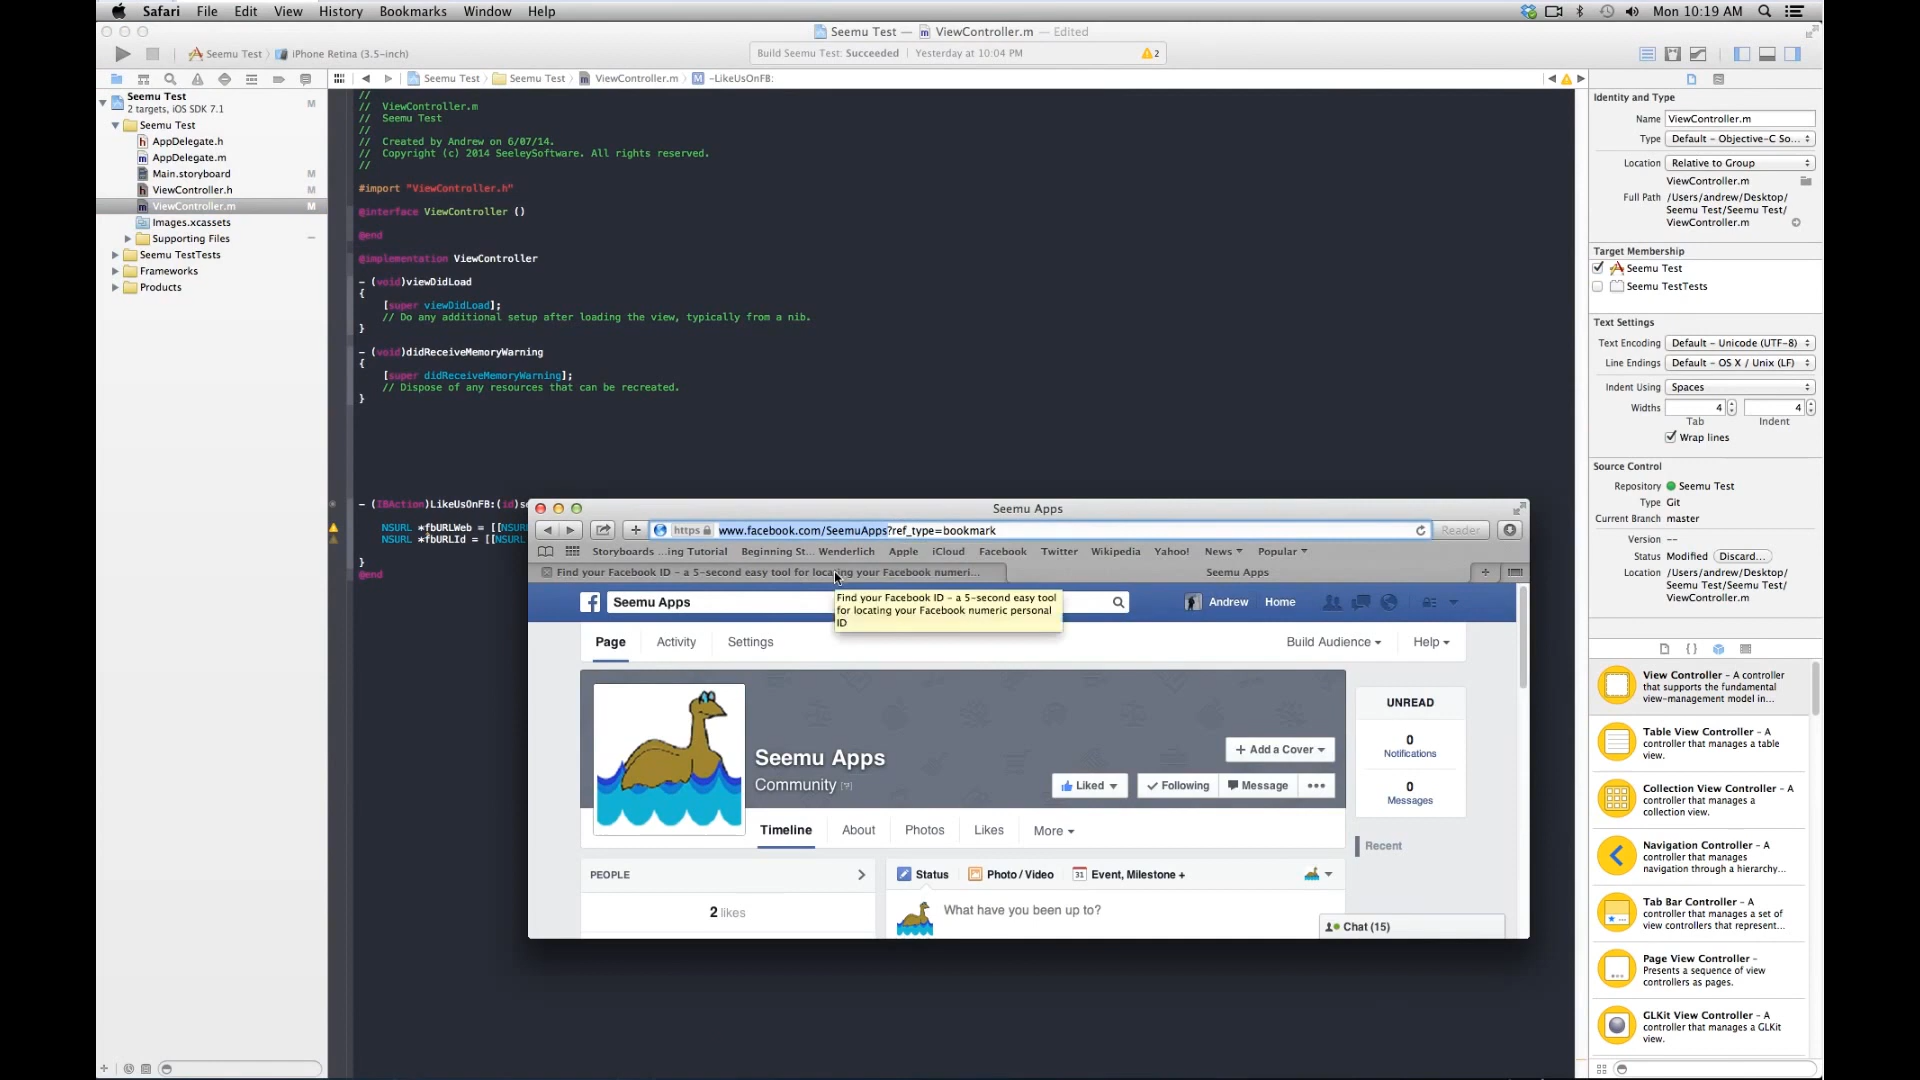 Safari File Edit View History Bookmarks Window Help
Mon 10:19 AM
Seemu Test — ViewController.m — Edited
Seemu Test iPhone Retina (3.5-inch)
Build Seemu Test: Succeeded Yesterday at 10:04 PM 2
Seemu Test Seemu Test ViewController.m M -LikeUsOnFB:
Seemu Test M
2 targets, iOS SDK 7.1
Seemu Test
AppDelegate.h
AppDelegate.m
Main.storyboard M
ViewController.h M
ViewController.m M
Images.xcassets
Supporting Files
Seemu TestTests
Frameworks
Products
//
// ViewController.m
// Seemu Test
//
// Created by Andrew on 6/07/14.
// Copyright (c) 2014 SeeleySoftware. All rights reserved.
//
#import "ViewController.h"
@interface ViewController ()
@end
@implementation ViewController
- (void)viewDidLoad
{
[super viewDidLoad];
// Do any additional setup after loading the view, typically from a nib.
}
- (void)didReceiveMemoryWarning
{
[super didReceiveMemoryWarning];
// Dispose of any resources that can be recreated.
}
- (IBAction)LikeUsOnFB:(id)se
NSURL *fbURLWeb = [[NSUR
NSURL *fbURLId = [[NSUR
}
@end
Seemu Apps
https www.facebook.com/SeemuApps?ref_type=bookmark Reader
Storyboards ...ing Tutorial Beginning St... Wenderlich Apple iCloud Facebook Twitter Wikipedia Yahoo! News Popular
Find your Facebook ID - a 5-second easy tool for locating your Facebook numeri... Seemu Apps
Find your Facebook ID - a 5-second easy tool
for locating your Facebook numeric personal
ID
Seemu Apps Andrew Home
Page Activity Settings Build Audience Help
Seemu Apps
Community [?]
+ Add a Cover
Liked Following Message •••
Timeline About Photos Likes More
UNREAD
0
Notifications
0
Messages
Recent
PEOPLE
2 likes
Status Photo / Video 31 Event, Milestone +
What have you been up to?
Chat (15)
Identity and Type
Name ViewController.m
Type Default - Objective-C So...
Location Relative to Group
ViewController.m
Full Path /Users/andrew/Desktop/
Seemu Test/Seemu Test/
ViewController.m
Target Membership
Seemu Test
Seemu TestTests
Text Settings
Text Encoding Default - Unicode (UTF-8)
Line Endings Default - OS X / Unix (LF)
Indent Using Spaces
Widths 4 4
Tab Indent
Wrap lines
Source Control
Repository Seemu Test
Type Git
Current Branch master
Version --
Status Modified Discard...
Location /Users/andrew/Desktop/
Seemu Test/Seemu Test/
ViewController.m
View Controller - A controller
that supports the fundamental
view-management model in...
Table View Controller - A
controller that manages a table
view.
Collection View Controller - A
controller that manages a
collection view.
Navigation Controller - A
controller that manages
navigation through a hierarchy...
Tab Bar Controller - A
controller that manages a set of
view controllers that represent...
Page View Controller -
Presents a sequence of view
controllers as pages.
GLKit View Controller - A
controller that manages a GLKit
view.